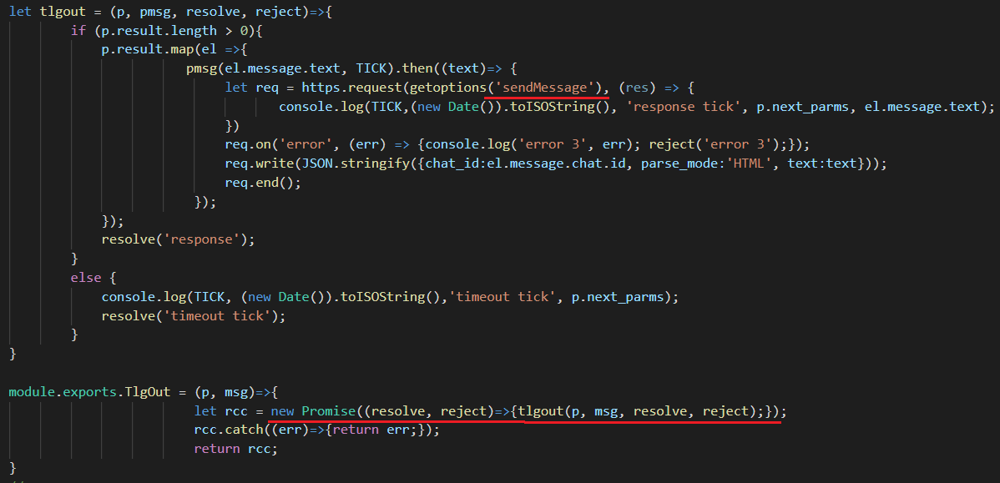 let tlgout = (p, pmsg, resolve, reject)=>{
if (p.result.length > 0){
p.result.map(el =>{
pmsg(el.message.text, TICK).then((text)=> {
let req = https.request(getoptions('sendMessage'), (res) => {
console.log(TICK,(new Date()).toISOString(), 'response tick', p.next_parms, el.message.text);
})
req.on('error', (err) => {console.log('error 3', err); reject('error 3');});
req.write(JSON.stringify({chat_id:el.message.chat.id, parse_mode:'HTML', text:text}));
req.end();
});
});
resolve('response');
}
else {
console.log(TICK, (new Date()).toISOString(),'timeout tick', p.next_parms);
resolve('timeout tick');
}
}
module.exports.TlgOut = (p, msg)=>{
let rcc = new Promise((resolve, reject)=>{tlgout(p, msg, resolve, reject);});
rcc.catch((err)=>{return err;});
return rcc;
}